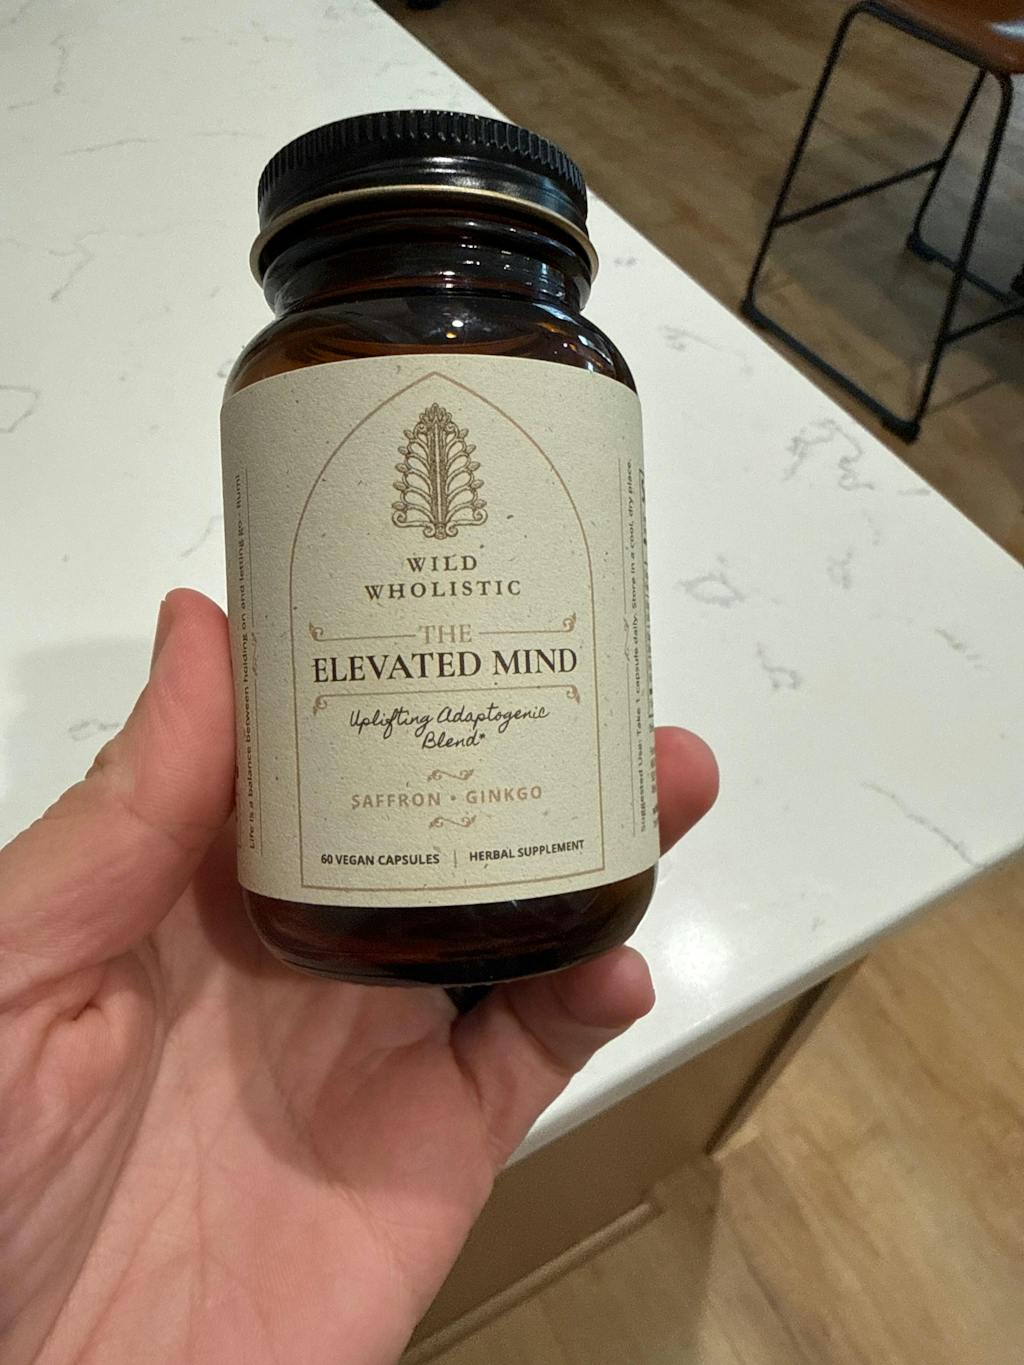 WILD
WHOLISTIC
THE
ELEVATED MIND
Uplifting Adaptogenic
Blend*
SAFFRON • GINKGO
60 VEGAN CAPSULES | HERBAL SUPPLEMENT
Life is a balance between holding on and letting go - Rumi
Suggested Use: Take 1 capsule daily. Store in a cool, dry place.